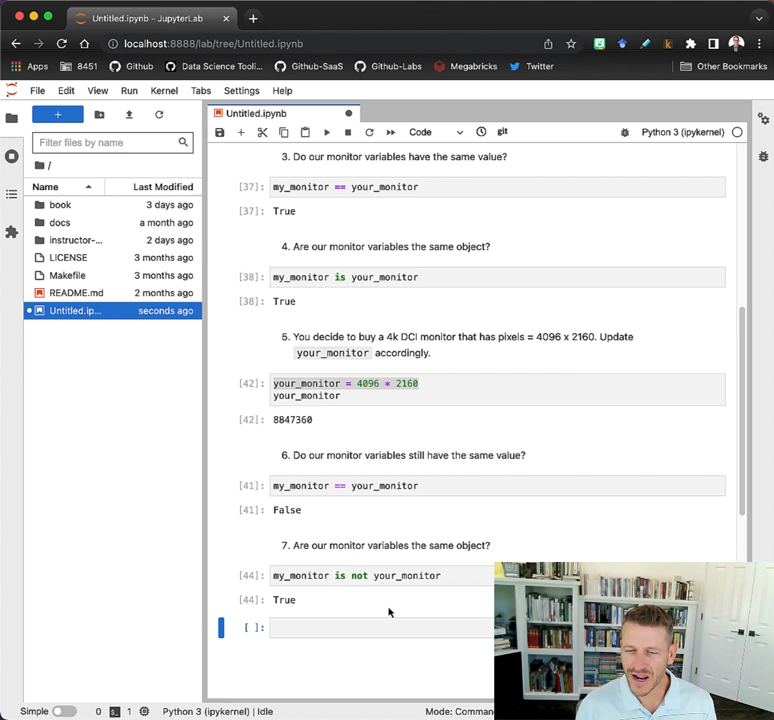 Untitled.ipynb - JupyterLab
localhost:8888/lab/tree/Untitled.ipynb
Apps 8451 Github Data Science Tooli... Github-SaaS Github-Labs Megabricks Twitter Other Bookmarks
File Edit View Run Kernel Tabs Settings Help
Untitled.ipynb
Filter files by name
Code git Python 3 (ipykernel)
/
Name Last Modified
book 3 days ago
docs a month ago
instructor-... 2 days ago
LICENSE 3 months ago
Makefile 3 months ago
README.md 2 months ago
Untitled.ip... seconds ago
3. Do our monitor variables have the same value?
[37]: my_monitor == your_monitor
[37]: True
4. Are our monitor variables the same object?
[38]: my_monitor is your_monitor
[38]: True
5. You decide to buy a 4k DCI monitor that has pixels = 4096 x 2160. Update
your_monitor accordingly.
[42]: your_monitor = 4096 * 2160
your_monitor
[42]: 8847360
6. Do our monitor variables still have the same value?
[41]: my_monitor == your_monitor
[41]: False
7. Are our monitor variables the same object?
[44]: my_monitor is not your_monitor
[44]: True
[ ]:
Simple 0 1 Python 3 (ipykernel) | Idle Mode: Comman